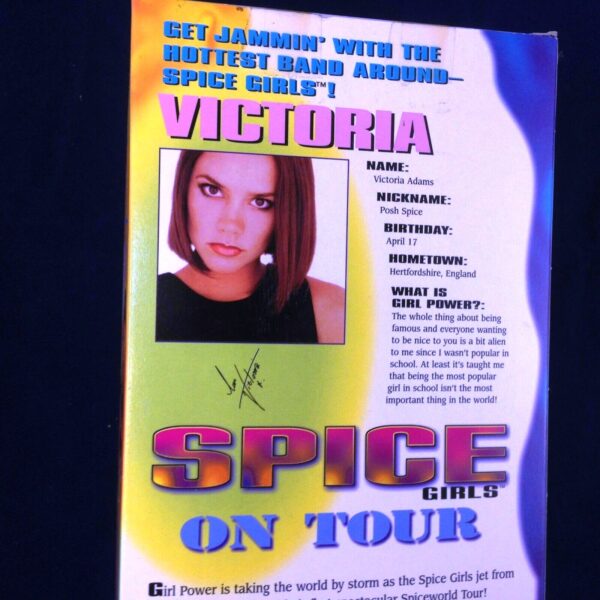 GET JAMMIN' WITH THE
HOTTEST BAND AROUND—
SPICE GIRLS™!
VICTORIA
NAME:
Victoria Adams
NICKNAME:
Posh Spice
BIRTHDAY:
April 17
HOMETOWN:
Hertfordshire, England
WHAT IS
GIRL POWER?:
The whole thing about being
famous and everyone wanting
to be nice to you is a bit alien
to me since I wasn't popular in
school. At least it's taught me
that being the most popular
girl in school isn't the most
important thing in the world!
Victoria x
SPICE
GIRLS™
ON TOUR
Girl Power is taking the world by storm as the Spice Girls jet from
spectacular Spiceworld Tour!